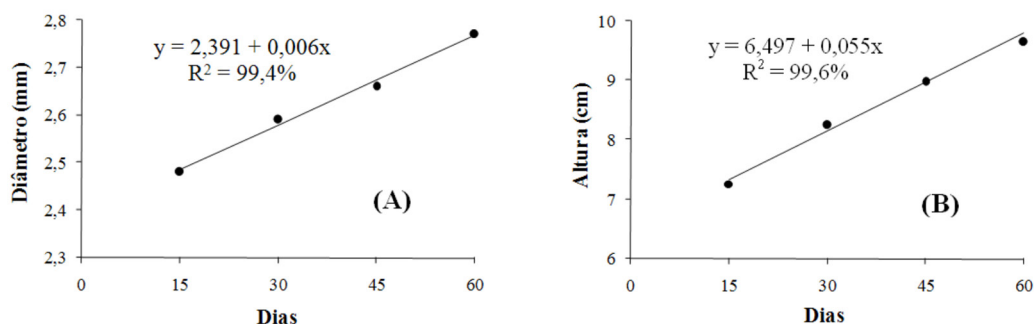 2,8
y = 2,391 + 0,006x
R² = 99,4%
2,7
2,6
2,5
2,4
2,3
Diâmetro (mm)
(A)
0 15 30 45 60
Dias
10
y = 6,497 + 0,055x
R² = 99,6%
9
8
7
6
Altura (cm)
(B)
0 15 30 45 60
Dias